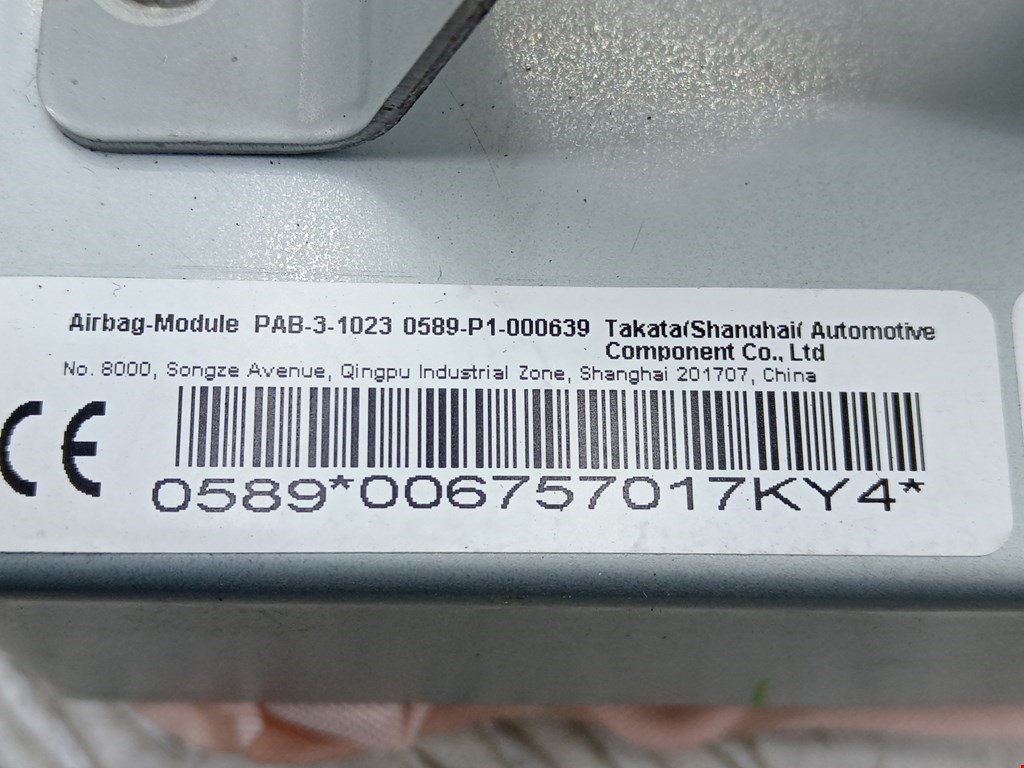 Airbag-Module PAB-3-1023 0589-P1-000639 Takata(Shanghai( Automotive
Component Co., Ltd
No. 8000, Songze Avenue, Qingpu Industrial Zone, Shanghai 201707, China
CE
0589*006757017KY4*